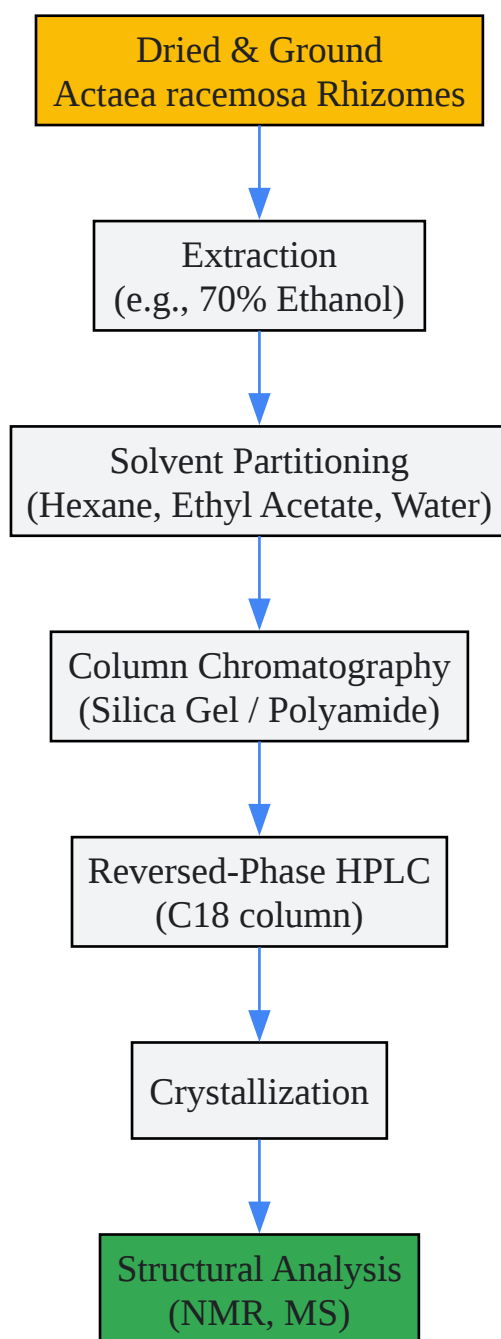 Dried & Ground
Actaea racemosa Rhizomes
Extraction
(e.g., 70% Ethanol)
Solvent Partitioning
(Hexane, Ethyl Acetate, Water)
Column Chromatography
(Silica Gel / Polyamide)
Reversed-Phase HPLC
(C18 column)
Crystallization
Structural Analysis
(NMR, MS)